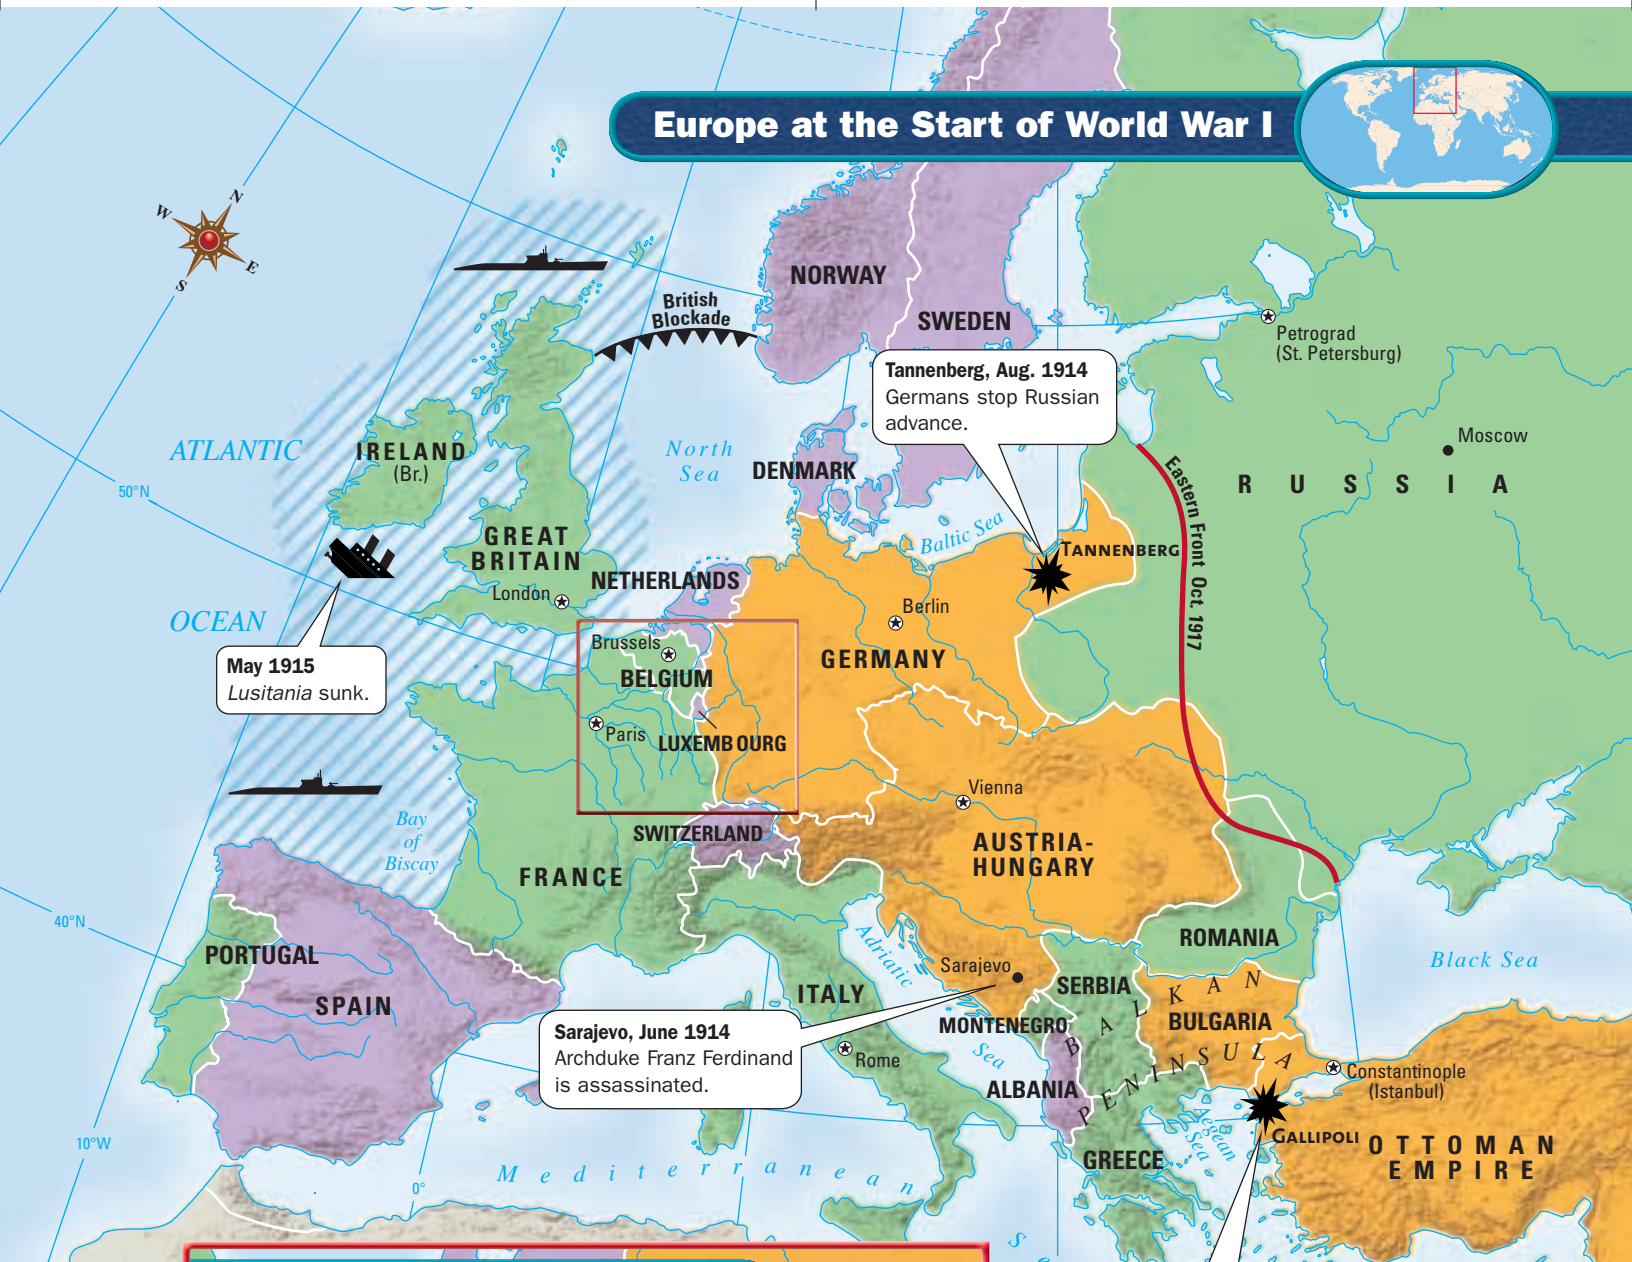 Europe at the Start of World War I
N
W
E
S
British
Blockade
NORWAY
SWEDEN
Petrograd
(St. Petersburg)
Tannenberg, Aug. 1914
Germans stop Russian
advance.
Moscow
RUSSIA
Eastern Front Oct. 1917
ATLANTIC
OCEAN
IRELAND
(Br.)
North
Sea
DENMARK
50°N
GREAT
BRITAIN
London
NETHERLANDS
Baltic Sea
TANNENBERG
Berlin
GERMANY
Brussels
BELGIUM
May 1915
Lusitania sunk.
Paris
LUXEMBOURG
Vienna
Bay
of
Biscay
SWITZERLAND
AUSTRIA-
HUNGARY
FRANCE
40°N
PORTUGAL
SPAIN
ROMANIA
Black Sea
Adriatic
Sea
Sarajevo
SERBIA
ITALY
BALKAN
PENINSULA
MONTENEGRO
BULGARIA
Sarajevo, June 1914
Archduke Franz Ferdinand
is assassinated.
Rome
Constantinople
(Istanbul)
ALBANIA
Aegean
Sea
GALLIPOLI
OTTOMAN
EMPIRE
10°W
0°
GREECE
Mediterranean
Se